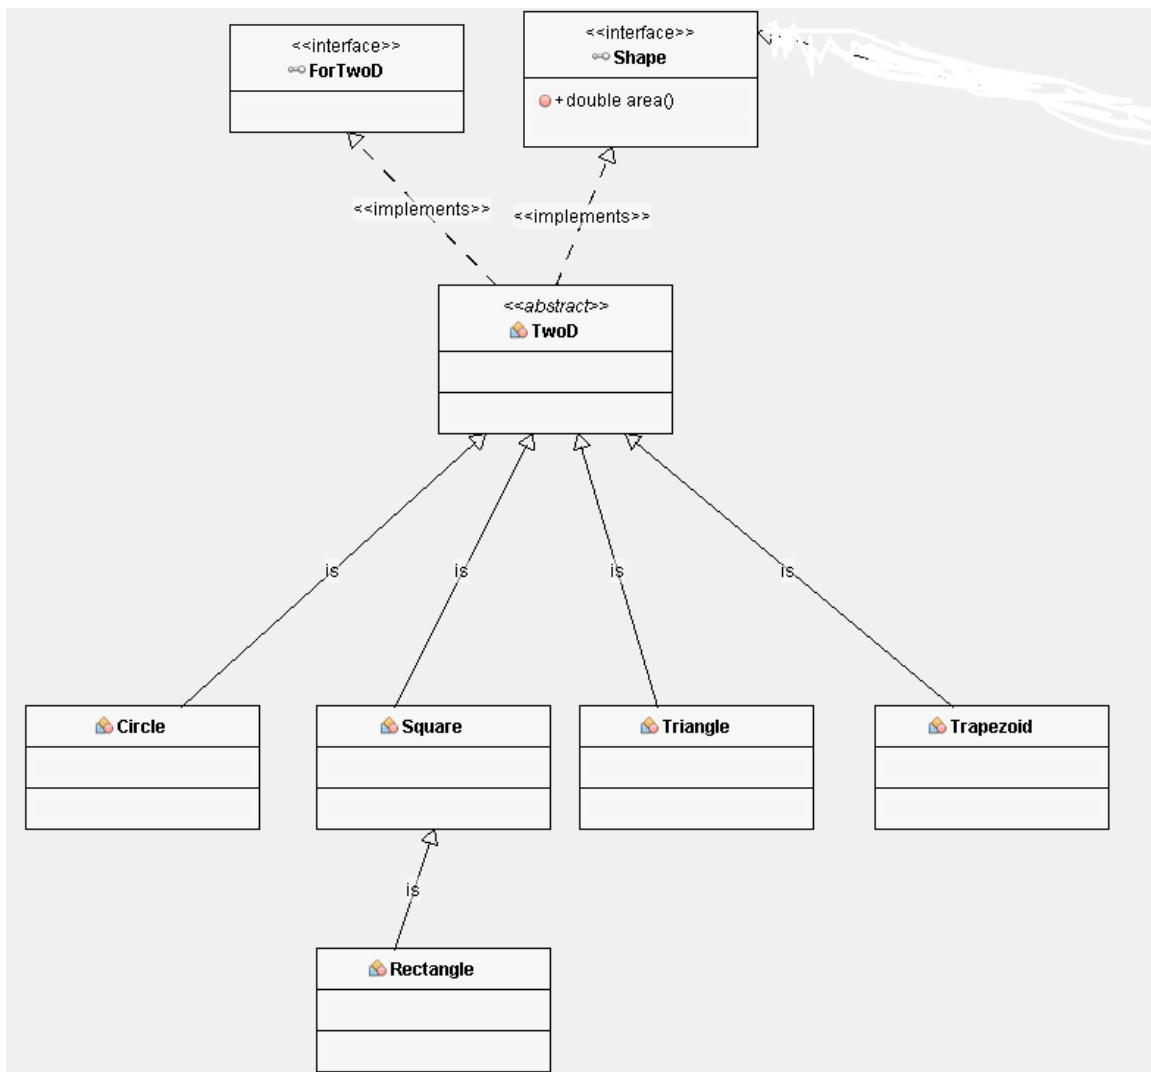 <<interface>>
ForTwoD
<<interface>>
Shape
+ double area()
<<implements>>
<<implements>>
<<abstract>>
TwoD
is
is
is
is
Circle
Square
Triangle
Trapezoid
is
Rectangle